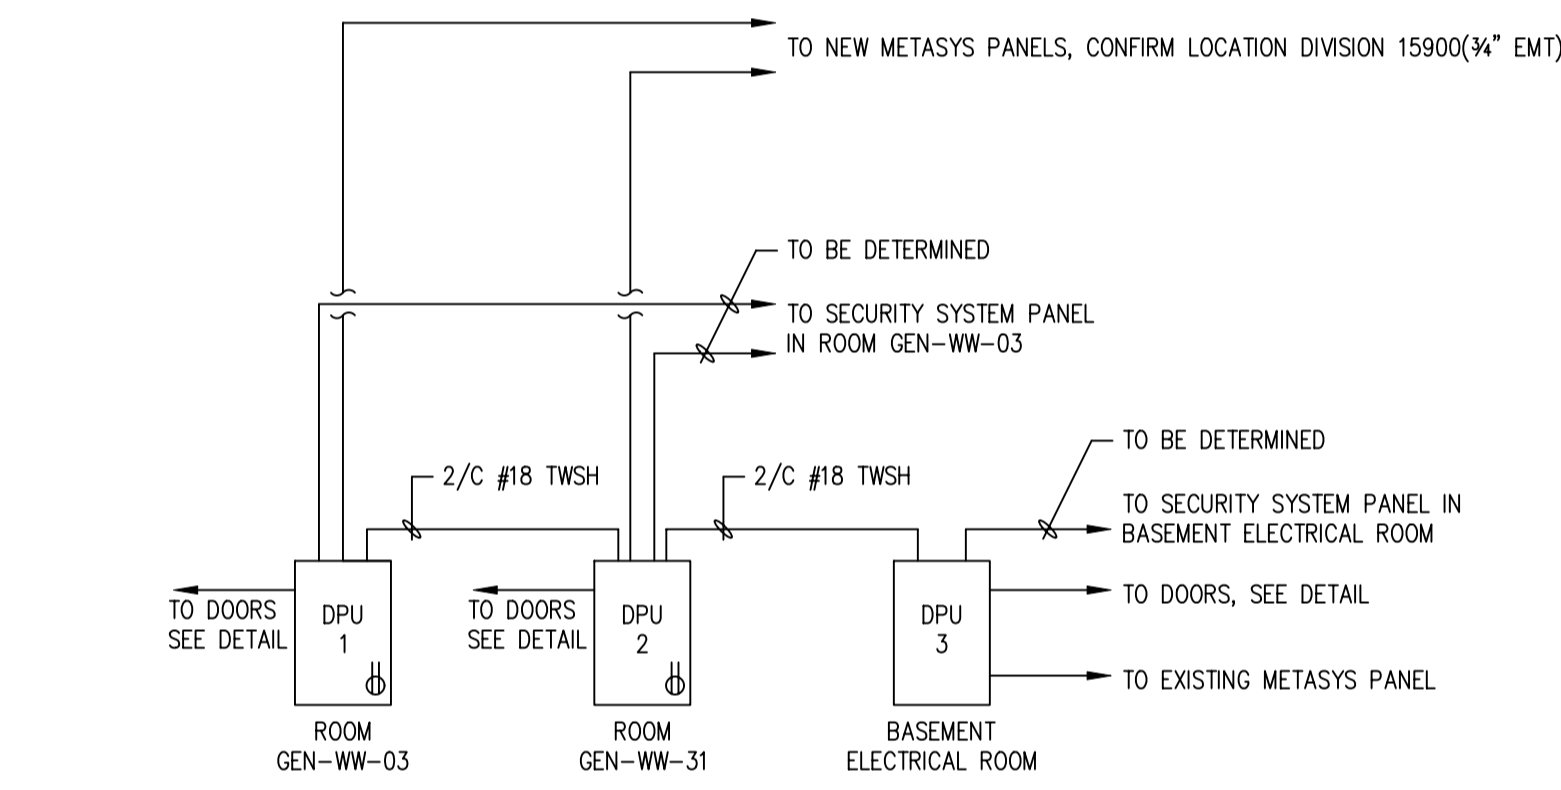 TO NEW METASYS PANELS, CONFIRM LOCATION DIVISION 15900(¾" EMT)
TO BE DETERMINED
TO SECURITY SYSTEM PANEL
IN ROOM GEN-WW-03
TO BE DETERMINED
2/C #18 TWSH
2/C #18 TWSH
TO SECURITY SYSTEM PANEL IN
BASEMENT ELECTRICAL ROOM
TO DOORS
SEE DETAIL
DPU
1
TO DOORS
SEE DETAIL
DPU
2
DPU
3
TO DOORS, SEE DETAIL
TO EXISTING METASYS PANEL
ROOM
GEN-WW-03
ROOM
GEN-WW-31
BASEMENT
ELECTRICAL ROOM